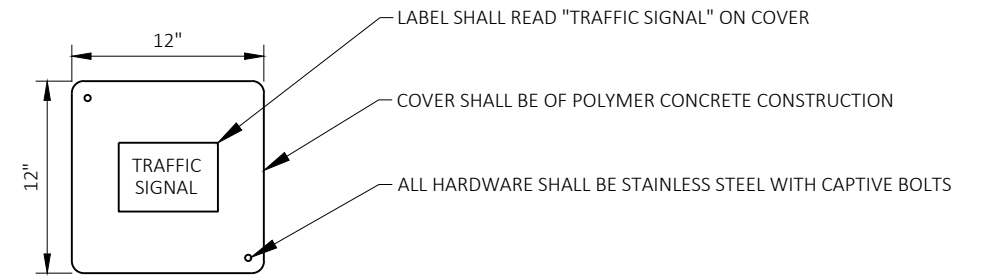 LABEL SHALL READ "TRAFFIC SIGNAL" ON COVER
12"
COVER SHALL BE OF POLYMER CONCRETE CONSTRUCTION
12"
TRAFFIC
SIGNAL
ALL HARDWARE SHALL BE STAINLESS STEEL WITH CAPTIVE BOLTS